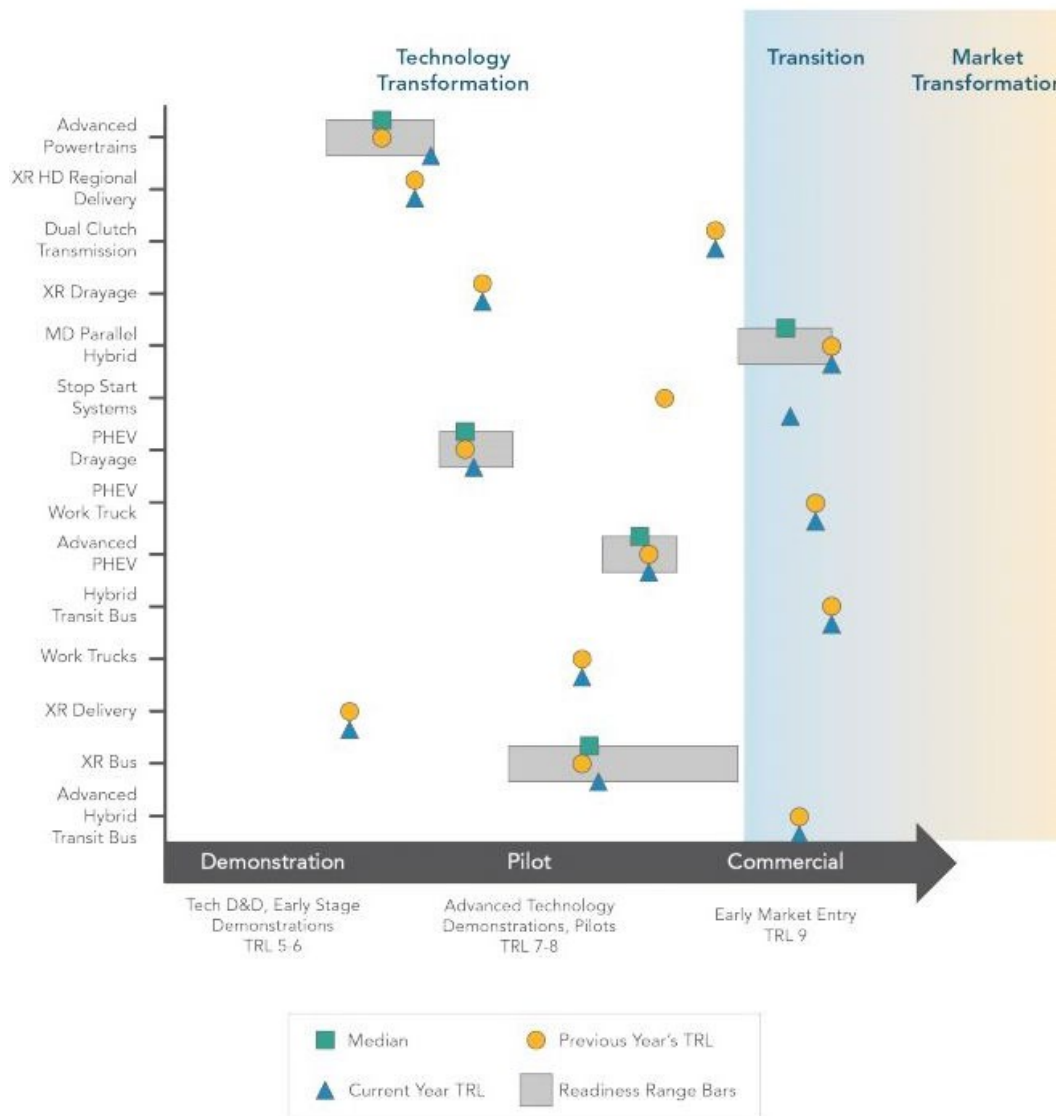 Technology
Transformation
Transition
Market
Transformation
Advanced
Powertrains
XR HD Regional
Delivery
Dual Clutch
Transmission
XR Drayage
MD Parallel
Hybrid
Stop Start
Systems
PHEV
Drayage
PHEV
Work Truck
Advanced
PHEV
Hybrid
Transit Bus
Work Trucks
XR Delivery
XR Bus
Advanced
Hybrid
Transit Bus
Demonstration
Pilot
Commercial
Tech D&D, Early Stage
Demonstrations
TRL 5-6
Advanced Technology
Demonstrations, Pilots
TRL 7-8
Early Market Entry
TRL 9
Median
Previous Year's TRL
Current Year TRL
Readiness Range Bars